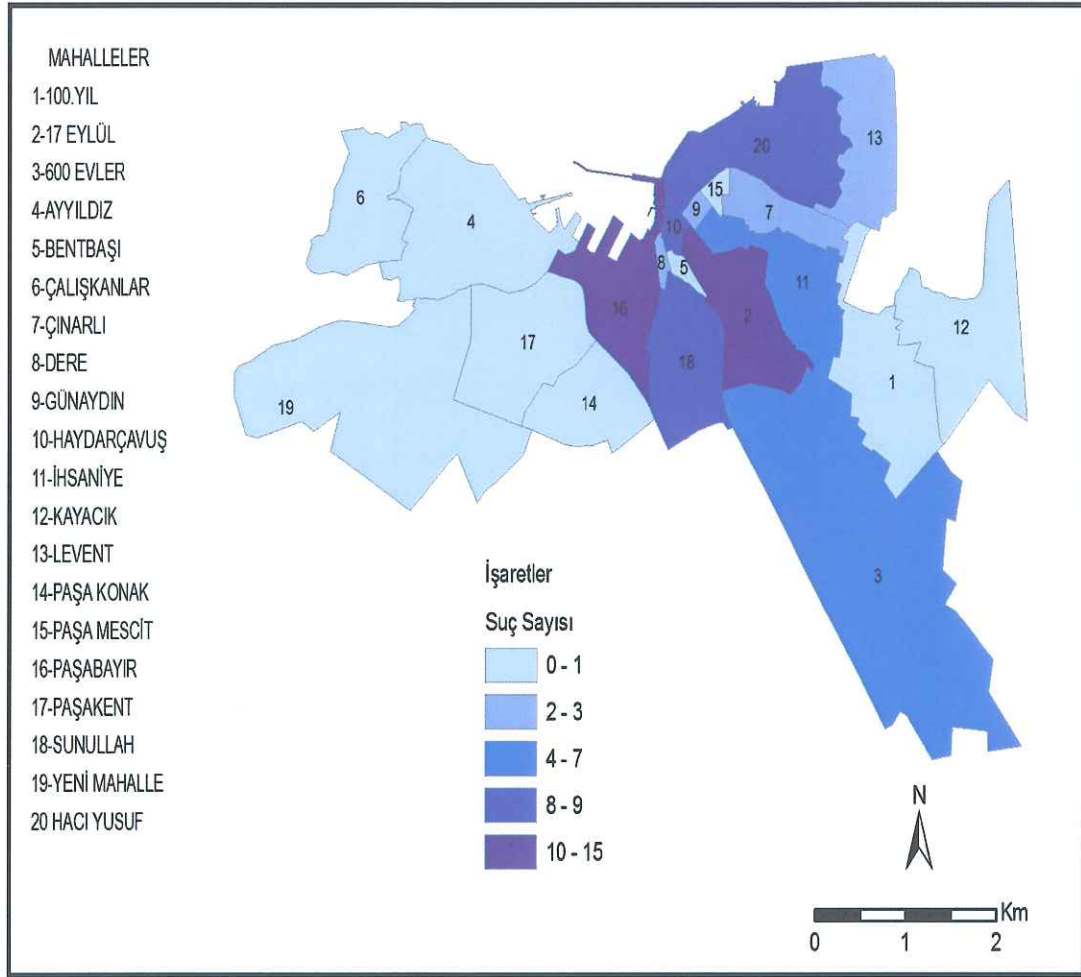 MAHALLELER
1-100.YIL
2-17 EYLÜL
3-600 EVLER
4-AYYILDIZ
5-BENTBAŞI
6-ÇALIŞKANLAR
7-ÇINARLI
8-DERE
9-GÜNAYDIN
10-HAYDARÇAVUŞ
11-İHSANİYE
12-KAYACIK
13-LEVENT
14-PAŞA KONAK
15-PAŞA MESCİT
16-PAŞABAYIR
17-PAŞAKENT
18-SUNULLAH
19-YENİ MAHALLE
20 HACI YUSUF
13
20
15
6
4
9
7
10
8
5
11
16
2
12
17
18
1
14
19
3
İşaretler
Suç Sayısı
0 - 1
2 - 3
4 - 7
8 - 9
10 - 15
N
Km
0 1 2